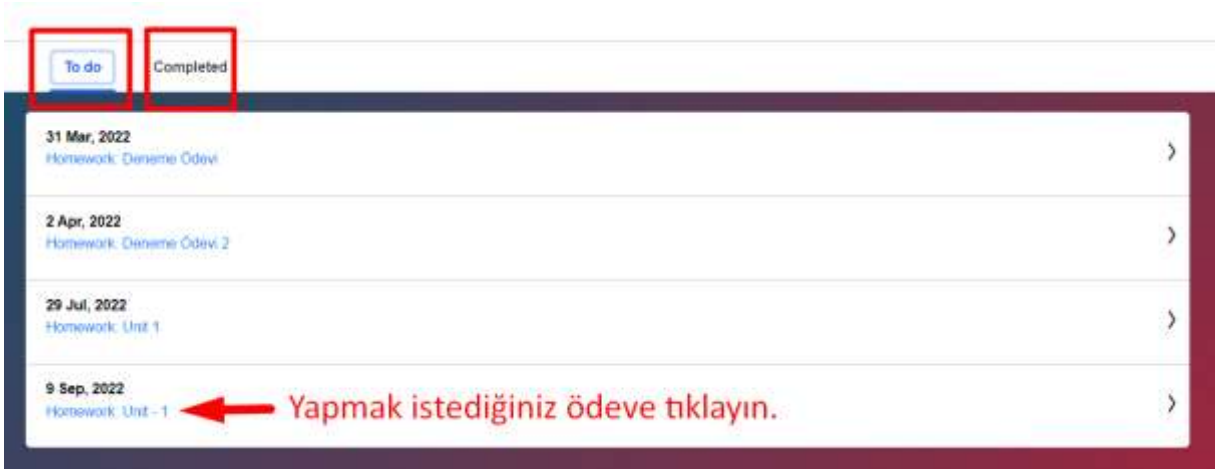 To do Completed
31 Mar, 2022
Homework: Deneme Ödevi
2 Apr, 2022
Homework: Deneme Ödevi 2
29 Jul, 2022
Homework: Unit 1
9 Sep, 2022
Homework: Unit - 1 Yapmak istediğiniz ödeve tıklayın.